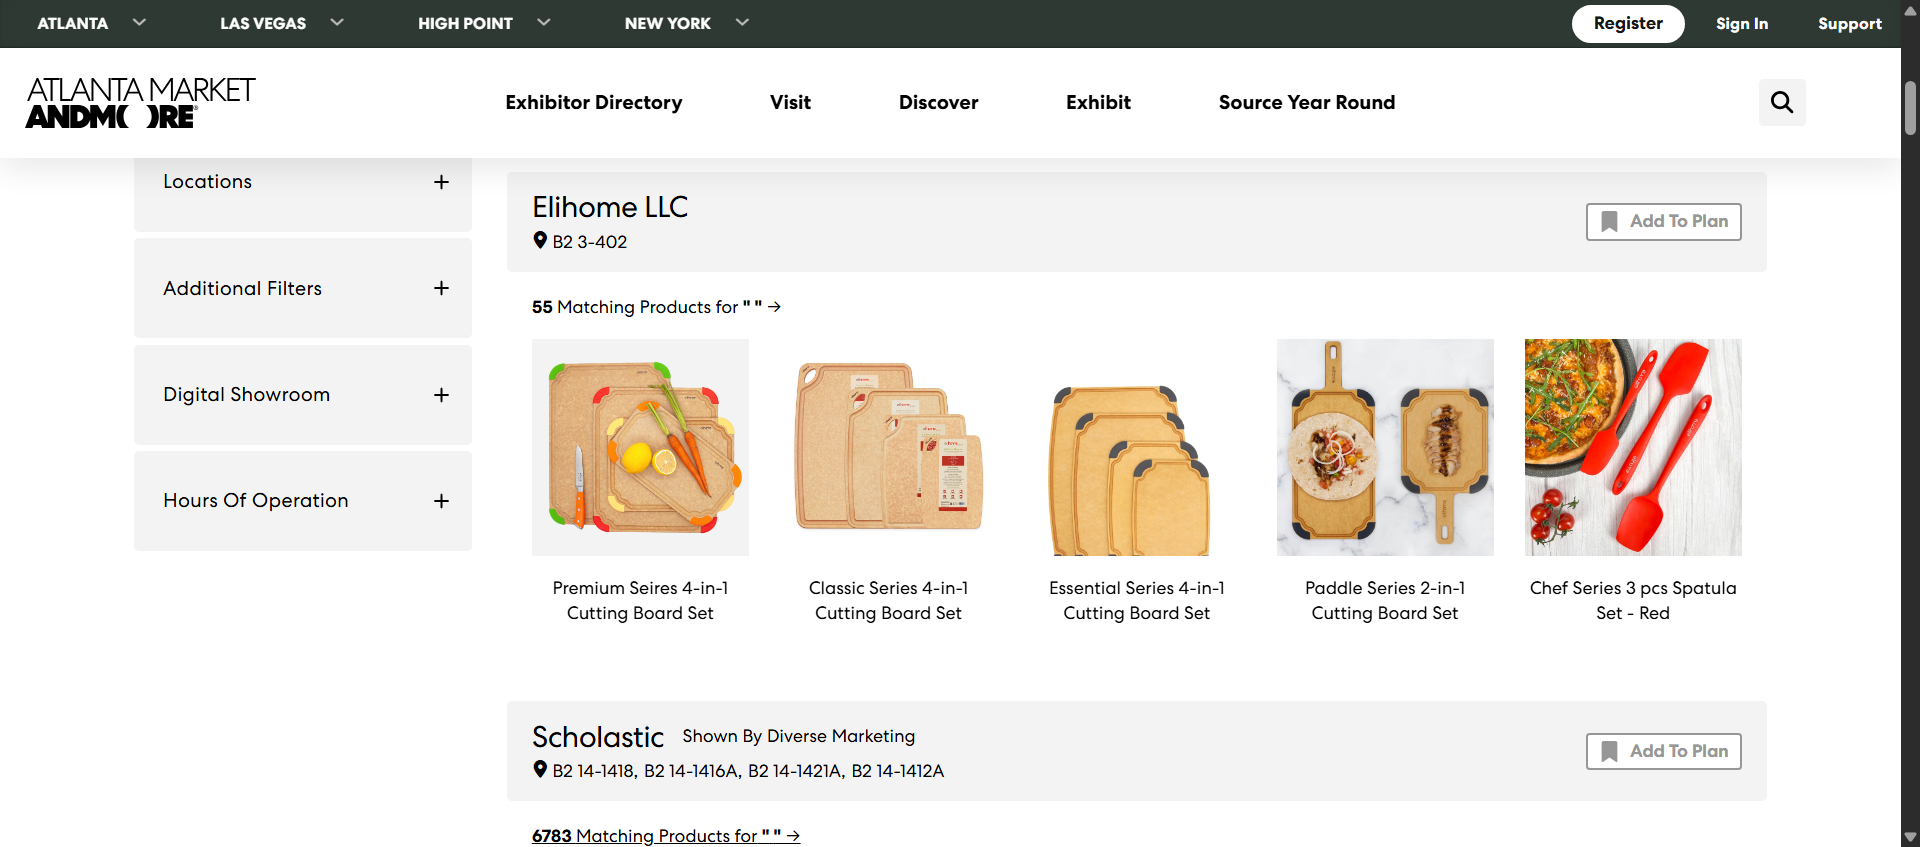 ATLANTA LAS VEGAS HIGH POINT NEW YORK Register Sign In Support
ATLANTA MARKET
ANDMORE
Exhibitor Directory Visit Discover Exhibit Source Year Round
Locations +
Additional Filters +
Digital Showroom +
Hours Of Operation +
Elihome LLC
B2 3-402
Add To Plan
55 Matching Products for " " →
Premium Seires 4-in-1
Cutting Board Set
Classic Series 4-in-1
Cutting Board Set
Essential Series 4-in-1
Cutting Board Set
Paddle Series 2-in-1
Cutting Board Set
Chef Series 3 pcs Spatula
Set - Red
Scholastic Shown By Diverse Marketing
B2 14-1418, B2 14-1416A, B2 14-1421A, B2 14-1412A
Add To Plan
6783 Matching Products for " " →